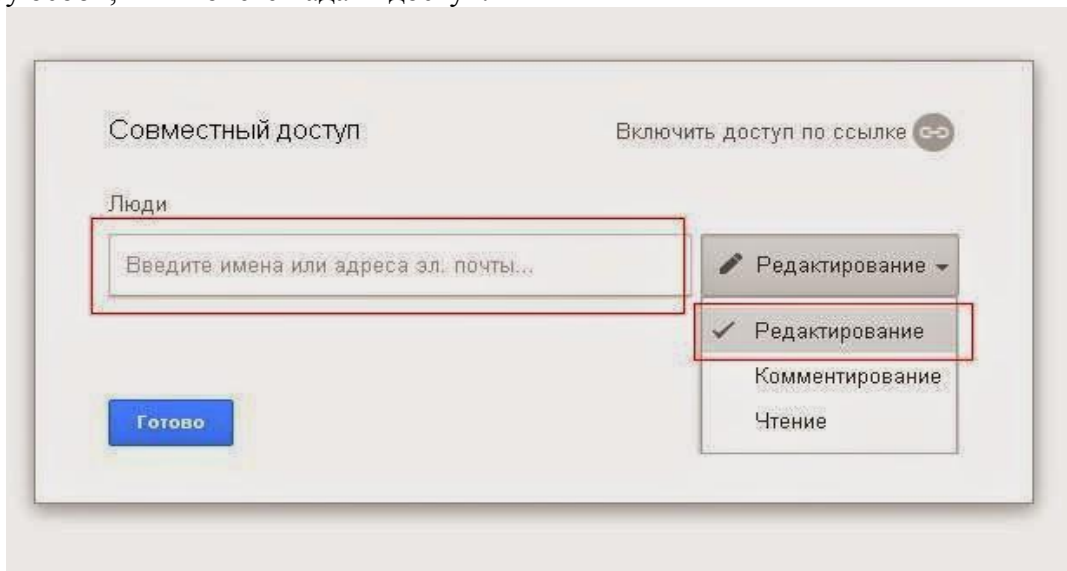 Совместный доступ
Включить доступ по ссылке
Люди
Введите имена или адреса эл. почты...
Редактирование
Редактирование
Комментирование
Чтение
Готово